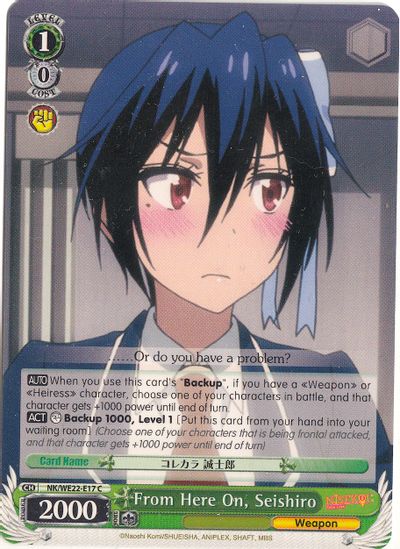 LEVEL
1
0
COST
......Or do you have a problem?
AUTO When you use this card's "Backup", if you have a «Weapon» or
«Heiress» character, choose one of your characters in battle, and that
character gets +1000 power until end of turn.
ACT Backup 1000, Level 1 [Put this card from your hand into your
waiting room] (Choose one of your characters that is being frontal attacked,
and that character gets +1000 power until end of turn)
Card Name
コレカラ 誠士郎
CH NK/WE22-E17 C
From Here On, Seishiro
NISEKOI
2000
Weapon
©Naoshi Komi/SHUEISHA, ANIPLEX, SHAFT, MBS